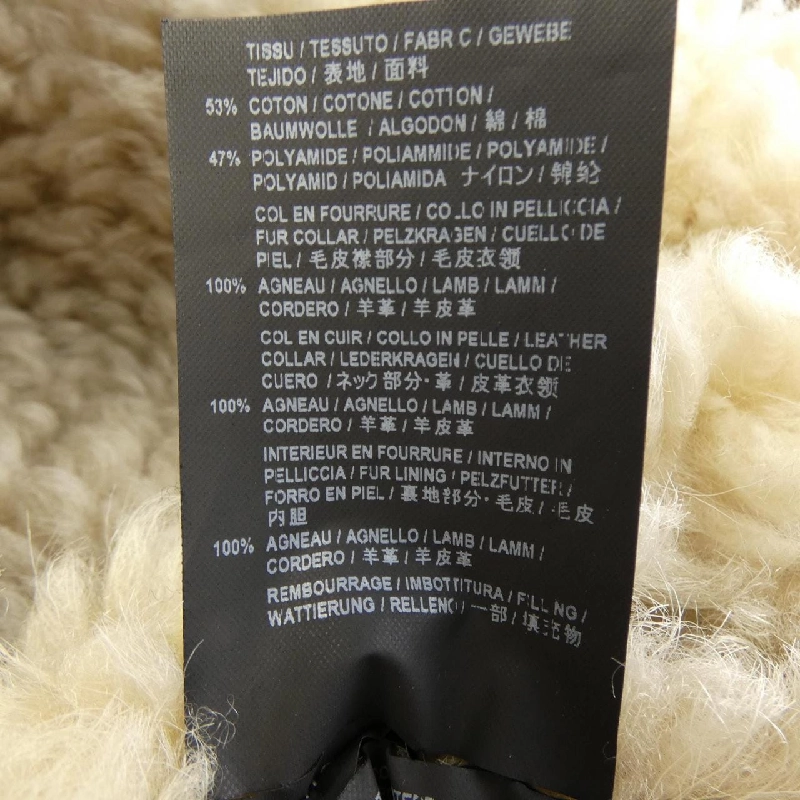 TISSU / TESSUTO / FABRIC / GEWEBE
TEJIDO / 表地 / 面料
53% COTON / COTONE / COTTON /
BAUMWOLLE / ALGODON / 綿 / 棉
47% POLYAMIDE / POLIAMMIDE / POLYAMIDE /
POLYAMID / POLIAMIDA ナイロン / 锦纶
COL EN FOURRURE / COLLO IN PELLICCIA /
FUR COLLAR / PELZKRAGEN / CUELLO DE
PIEL / 毛皮襟部分 / 毛皮衣领
100% AGNEAU / AGNELLO / LAMB / LAMM /
CORDERO / 羊革 / 羊皮革
COL EN CUIR / COLLO IN PELLE / LEATHER
COLLAR / LEDERKRAGEN / CUELLO DE
CUERO / ネック部分・革 / 皮革衣领
100% AGNEAU / AGNELLO / LAMB / LAMM /
CORDERO / 羊革 / 羊皮革
INTERIEUR EN FOURRURE / INTERNO IN
PELLICCIA / FUR LINING / PELZFUTTER /
FORRO EN PIEL / 裏地部分・毛皮 / 毛皮
内胆
100% AGNEAU / AGNELLO / LAMB / LAMM /
CORDERO / 羊革 / 羊皮革
REMBOURRAGE / IMBOTTITURA / FILLING /
WATTIERUNG / RELLENO / 一部 / 填充物